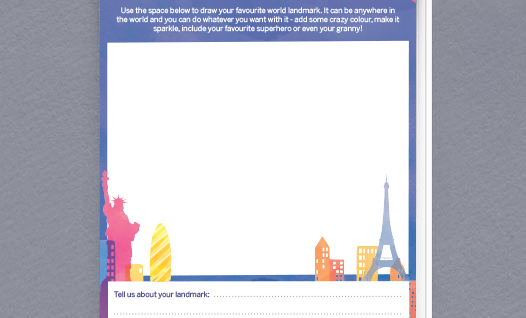 Use the space below to draw your favourite world landmark. It can be anywhere in
the world and you can do whatever you want with it - add some crazy colour, make it
sparkle, include your favourite superhero or even your granny!
Tell us about your landmark: